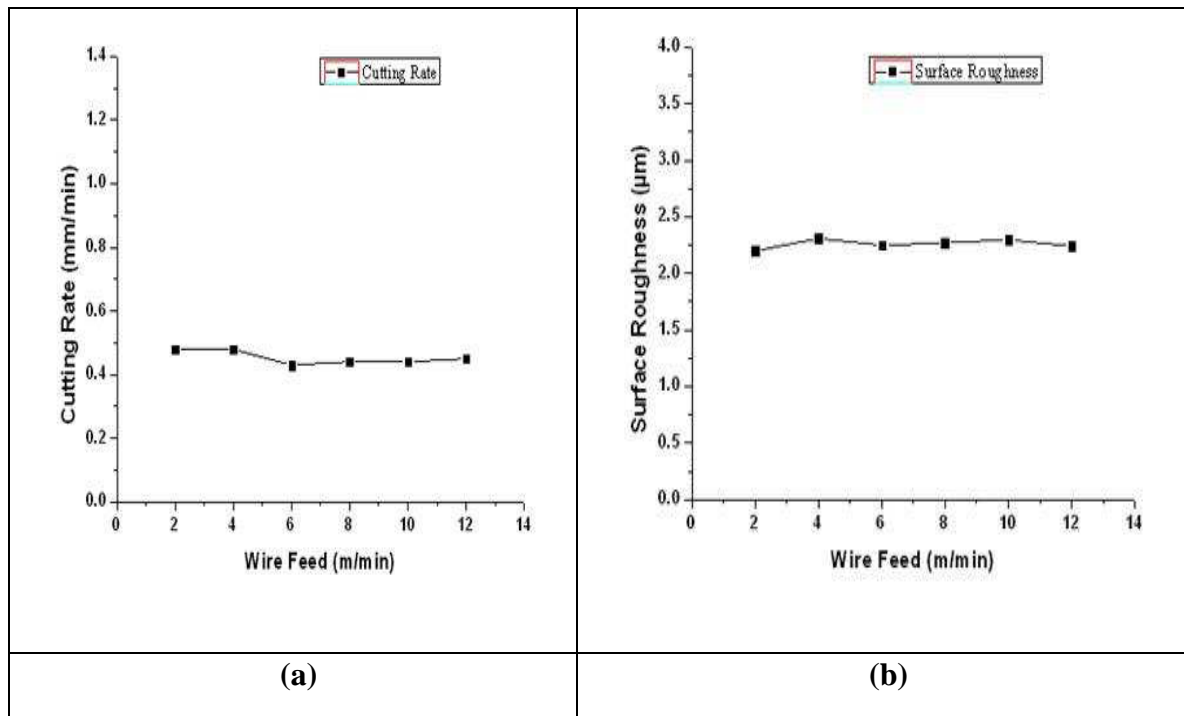 1.4
1.2
1.0
0.8
0.6
0.4
0.2
0.0
Cutting Rate (mm/min)
Cutting Rate
0 2 4 6 8 10 12 14
Wire Feed (m/min)
(a)
4.0
3.5
3.0
2.5
2.0
1.5
1.0
0.5
0.0
Surface Roughness (µm)
Surface Roughness
0 2 4 6 8 10 12 14
Wire Feed (m/min)
(b)